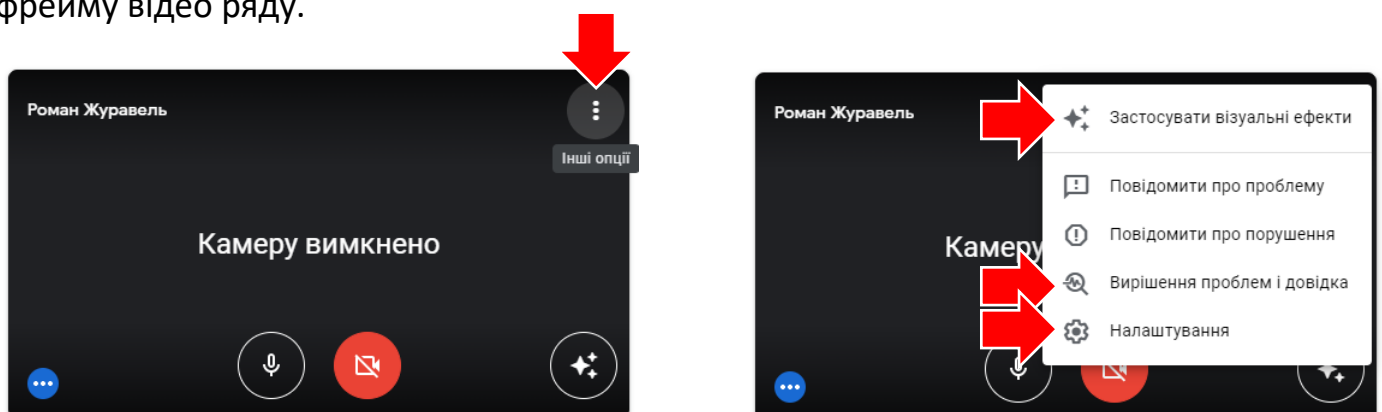 фрейму відео ряду.
Роман Журавель
Інші опції
Камеру вимкнено
Роман Журавель
Застосувати візуальні ефекти
Повідомити про проблему
Повідомити про порушення
Камеру
Вирішення проблем і довідка
Налаштування